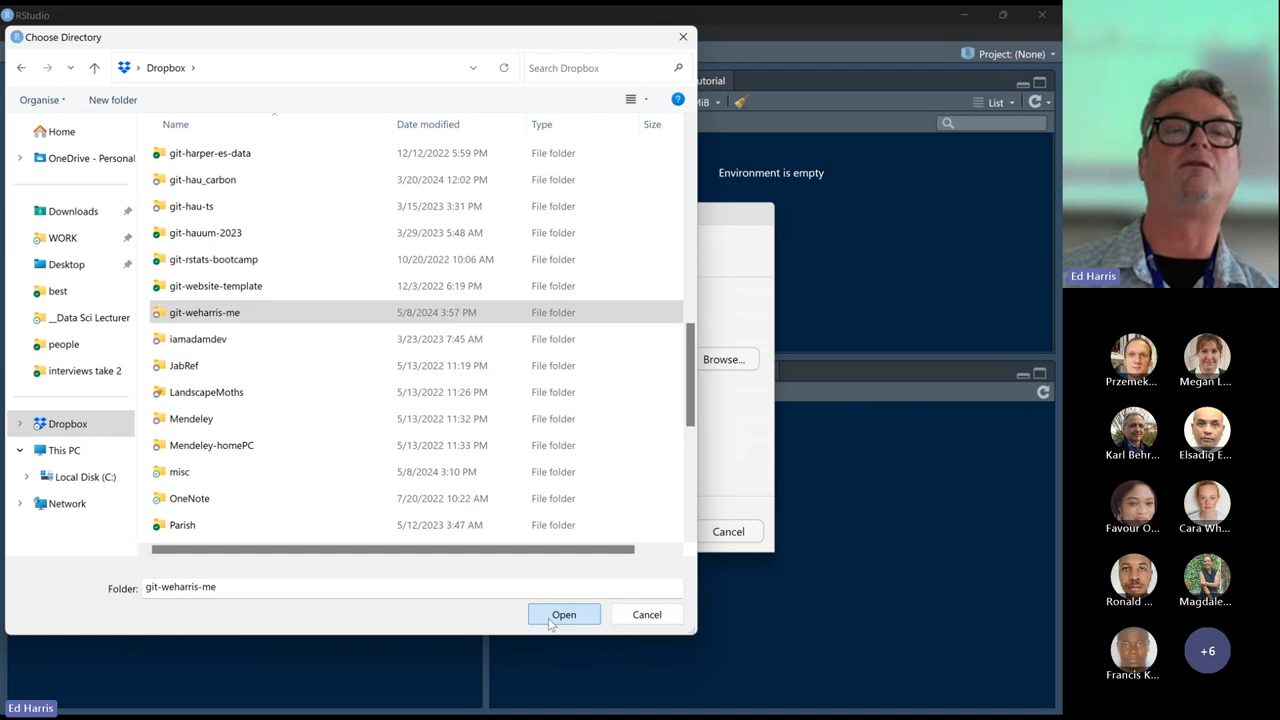 RStudio
Choose Directory
Project: (None)
Dropbox
Search Dropbox
utorial
Organise
New folder
MiB
List
Name
Date modified
Type
Size
Home
OneDrive - Personal
Downloads
WORK
Desktop
best
__Data Sci Lecturer
people
interviews take 2
Dropbox
This PC
Local Disk (C:)
Network
git-harper-es-data 12/12/2022 5:59 PM File folder
git-hau_carbon 3/20/2024 12:02 PM File folder
git-hau-ts 3/15/2023 3:31 PM File folder
git-hauum-2023 3/29/2023 5:48 AM File folder
git-rstats-bootcamp 10/20/2022 10:06 AM File folder
git-website-template 12/3/2022 6:19 PM File folder
git-weharris-me 5/8/2024 3:57 PM File folder
iamadamdev 3/23/2023 7:45 AM File folder
JabRef 5/13/2022 11:19 PM File folder
LandscapeMoths 5/13/2022 11:26 PM File folder
Mendeley 5/13/2022 11:32 PM File folder
Mendeley-homePC 5/13/2022 11:33 PM File folder
misc 5/8/2024 3:10 PM File folder
OneNote 7/20/2022 10:22 AM File folder
Parish 5/12/2023 3:47 AM File folder
Folder: git-weharris-me
Open
Cancel
Environment is empty
Browse...
Cancel
Ed Harris
Ed Harris
Przemek...
Megan L...
Karl Behr...
Elsadig E...
Favour O...
Cara Wh...
Ronald ...
Magdale...
Francis K...
+6